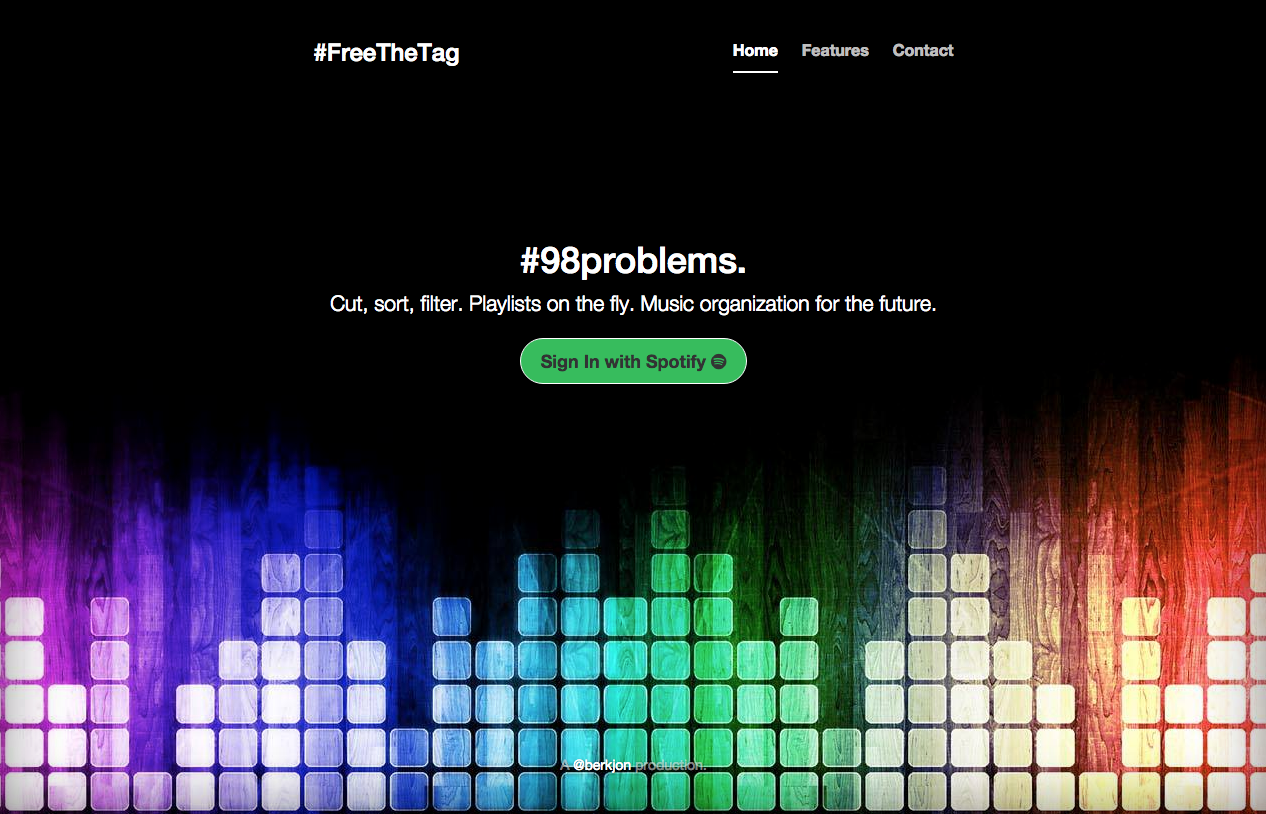 #FreeTheTag
Home Features Contact
#98problems.
Cut, sort, filter. Playlists on the fly. Music organization for the future.
Sign In with Spotify
A @berkjon production.